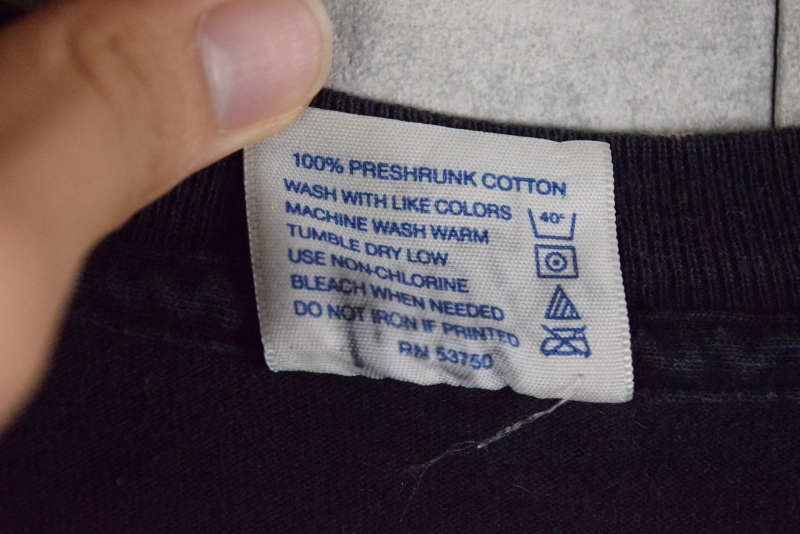 100% PRESHRUNK COTTON
WASH WITH LIKE COLORS
MACHINE WASH WARM
TUMBLE DRY LOW
USE NON-CHLORINE
BLEACH WHEN NEEDED
DO NOT IRON IF PRINTED
RN 53750
40°